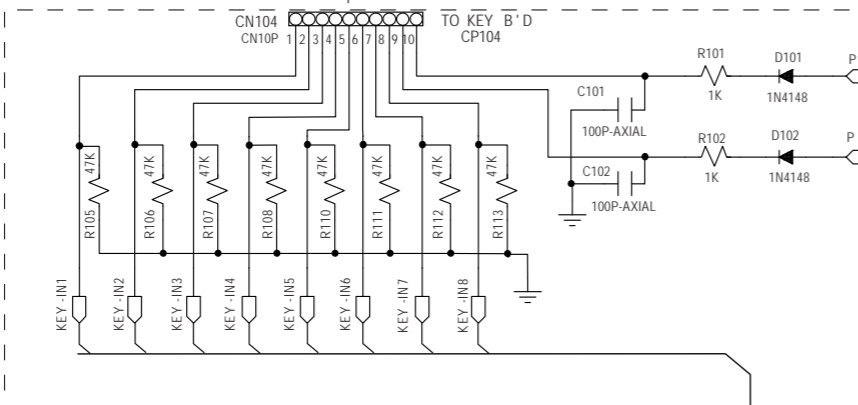 CN104
CN10P
1 2 3 4 5 6 7 8 9 10
TO KEY B'D
CP104
R101
1K
D101
1N4148
P
C101
100P-AXIAL
R102
1K
D102
1N4148
P
C102
100P-AXIAL
47K
R105
47K
R106
47K
R107
47K
R108
47K
R110
47K
R111
47K
R112
47K
R113
KEY-IN1
KEY-IN2
KEY-IN3
KEY-IN4
KEY-IN5
KEY-IN6
KEY-IN7
KEY-IN8